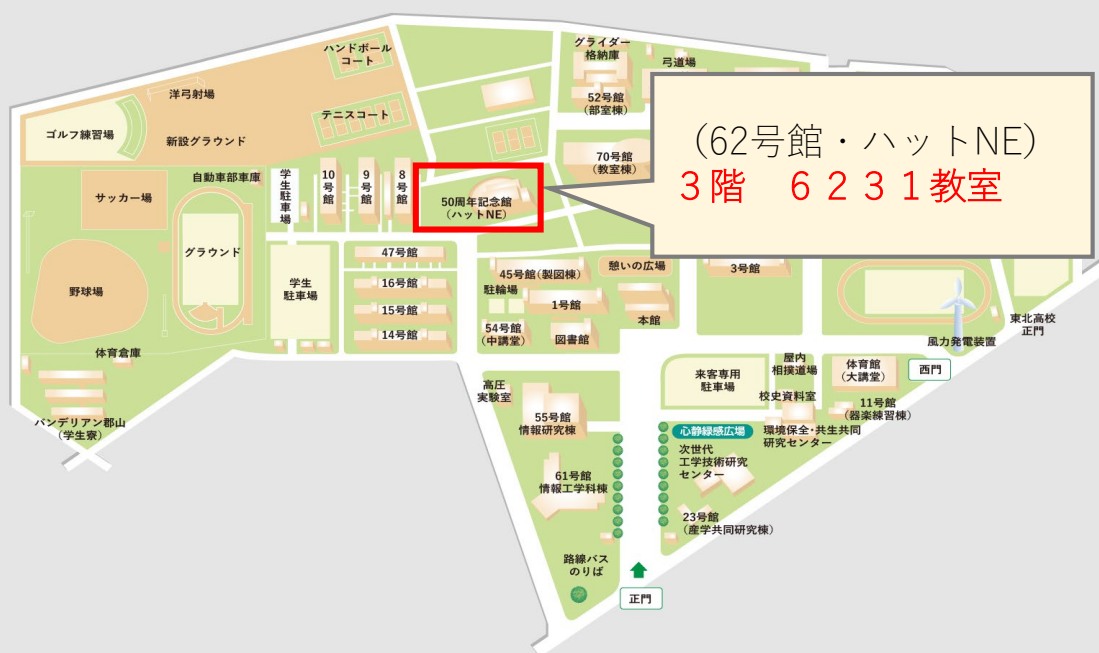 ハンドボール
コート
グライダー
格納庫
弓道場
洋弓射場
52号館
(部室棟)
テニスコート
ゴルフ練習場
新設グラウンド
(62号館・ハットNE)
3階 6231教室
70号館
(教室棟)
自動車部車庫
学生駐車場
10号館
9号館
8号館
サッカー場
50周年記念館
(ハットNE)
グラウンド
47号館
45号館(製図棟)
憩いの広場
3号館
野球場
学生
駐車場
16号館
駐輪場
1号館
15号館
本館
14号館
54号館
(中講堂)
図書館
東北高校
正門
風力発電装置
体育倉庫
来客専用
駐車場
屋内
相撲道場
体育館
(大講堂)
西門
高圧
実験室
校史資料室
11号館
(器楽練習棟)
バンデリアン郡山
(学生寮)
55号館
情報研究棟
心静緑感広場
環境保全・共生共同
研究センター
次世代
工学技術研究
センター
61号館
情報工学科棟
23号館
(産学共同研究棟)
路線バス
のりば
正門